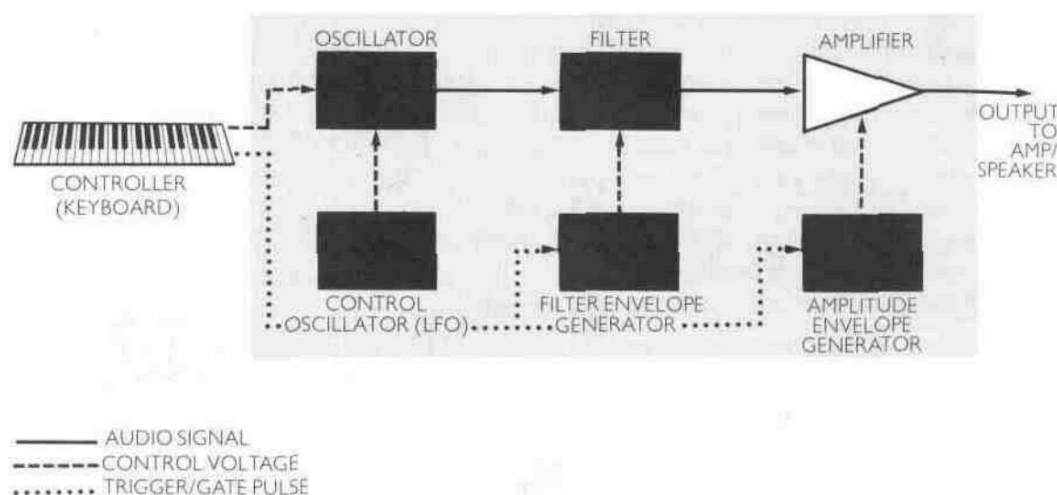 OSCILLATOR
FILTER
AMPLIFIER
OUTPUT
TO
AMP/
SPEAKER
CONTROLLER
(KEYBOARD)
CONTROL
OSCILLATOR (LFO)
FILTER ENVELOPE
GENERATOR
AMPLITUDE
ENVELOPE
GENERATOR
AUDIO SIGNAL
CONTROL VOLTAGE
TRIGGER/GATE PULSE